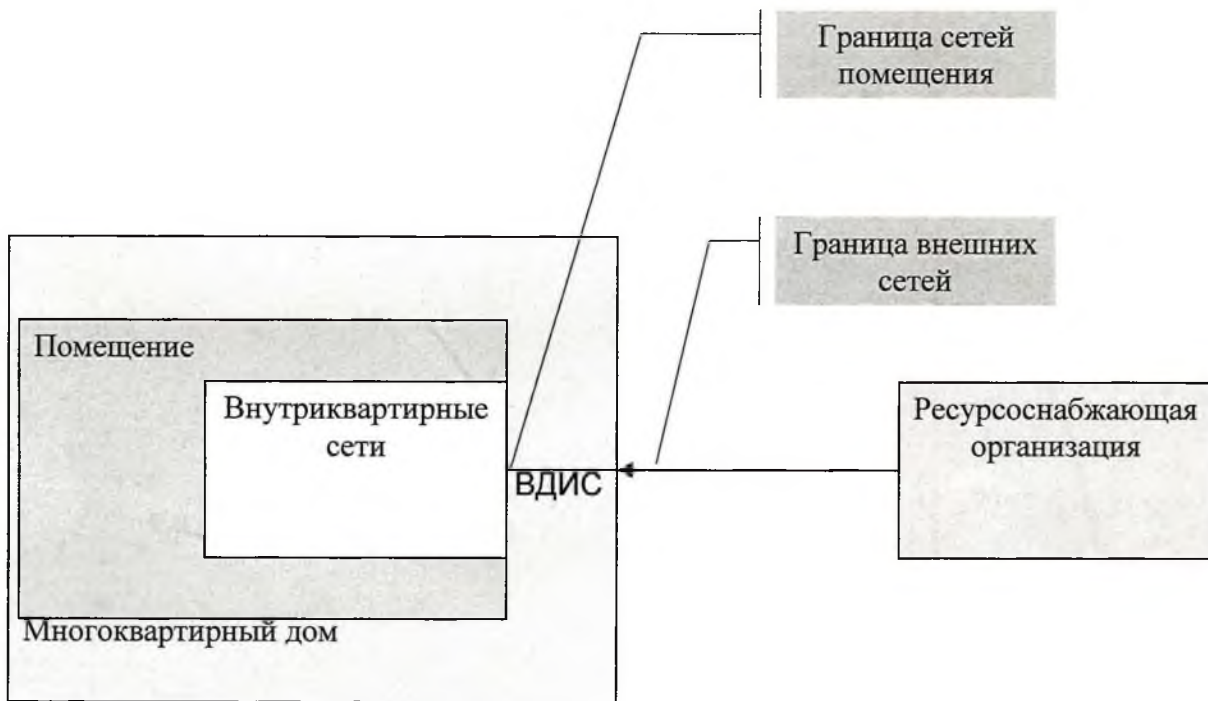 Граница сетей
помещения
Граница внешних
сетей
Помещение
Внутриквартирные
сети
Ресурсоснабжающая
организация
ВДИС
Многоквартирный дом